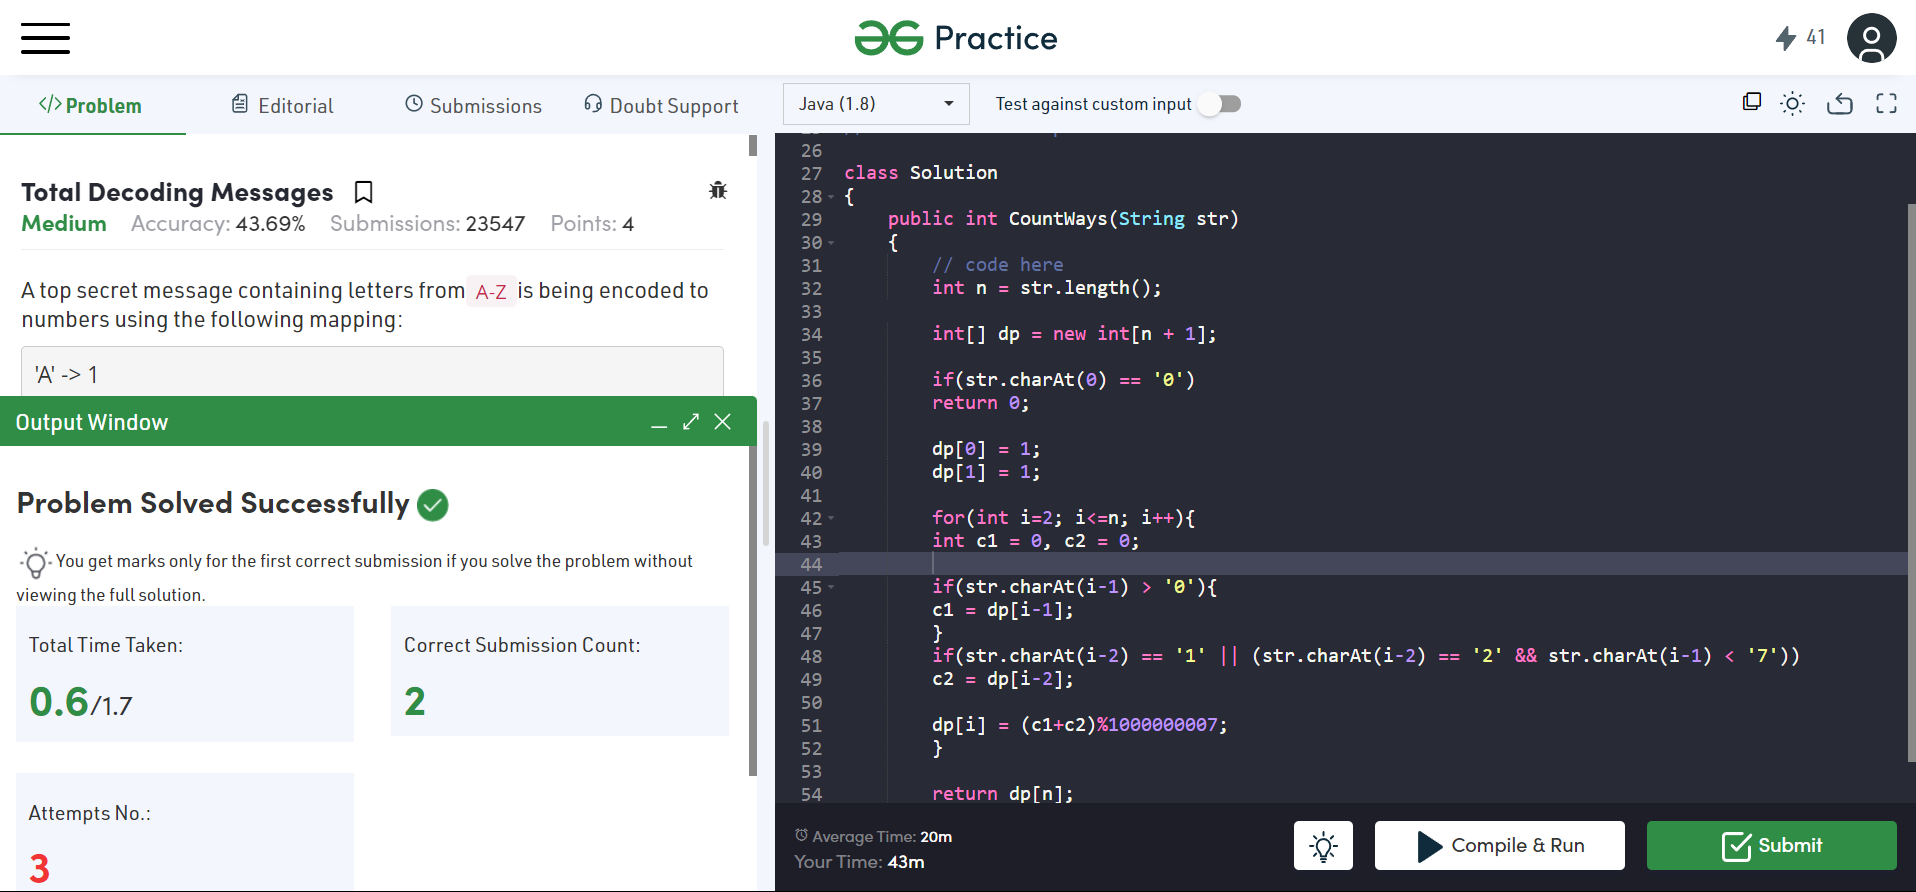 Practice
41
</>Problem
Editorial
Submissions
Doubt Support
Java (1.8)
Test against custom input
Total Decoding Messages
Medium Accuracy: 43.69% Submissions: 23547 Points: 4
A top secret message containing letters from A-Z is being encoded to
numbers using the following mapping:
'A' -> 1
Output Window
Problem Solved Successfully
You get marks only for the first correct submission if you solve the problem without
viewing the full solution.
Total Time Taken:
0.6/1.7
Correct Submission Count:
2
Attempts No.:
3
26
27 class Solution
28 {
29 public int CountWays(String str)
30 {
31 // code here
32 int n = str.length();
33
34 int[] dp = new int[n + 1];
35
36 if(str.charAt(0) == '0')
37 return 0;
38
39 dp[0] = 1;
40 dp[1] = 1;
41
42 for(int i=2; i<=n; i++){
43 int c1 = 0, c2 = 0;
44
45 if(str.charAt(i-1) > '0'){
46 c1 = dp[i-1];
47 }
48 if(str.charAt(i-2) == '1' || (str.charAt(i-2) == '2' && str.charAt(i-1) < '7'))
49 c2 = dp[i-2];
50
51 dp[i] = (c1+c2)%1000000007;
52 }
53
54 return dp[n];
Average Time: 20m
Your Time: 43m
Compile & Run
Submit